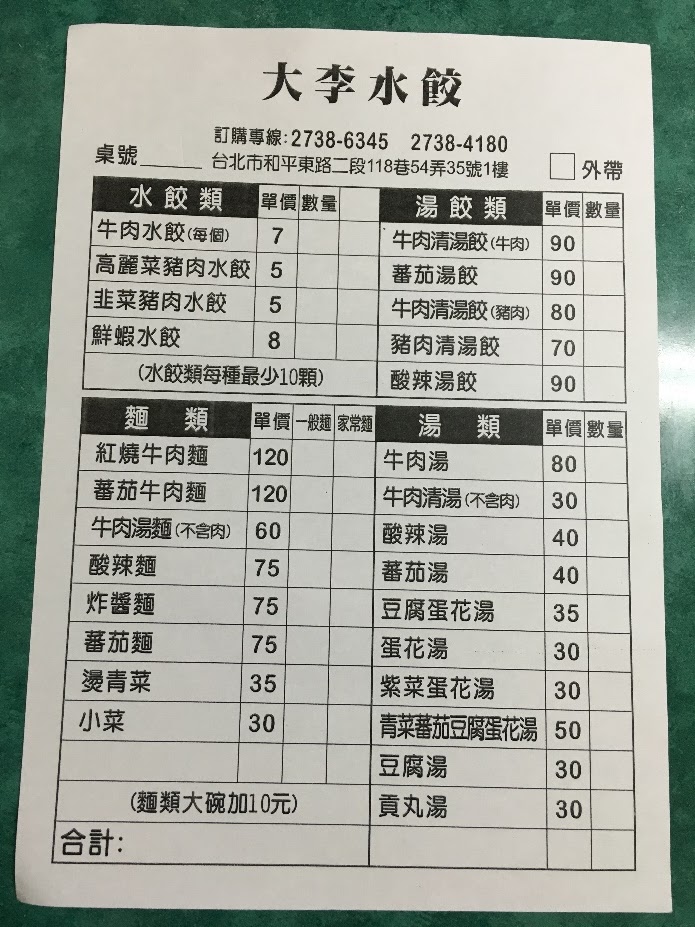 大李水餃
訂購專線:2738-6345 2738-4180
桌號______ 台北市和平東路二段118巷54弄35號1樓 外帶
水餃類 單價 數量 湯餃類 單價 數量
牛肉水餃(每個) 7 牛肉清湯餃(牛肉) 90
高麗菜豬肉水餃 5 蕃茄湯餃 90
韭菜豬肉水餃 5 牛肉清湯餃(豬肉) 80
鮮蝦水餃 8 豬肉清湯餃 70
(水餃類每種最少10顆) 酸辣湯餃 90
麵類 單價 一般麵 家常麵 湯類 單價 數量
紅燒牛肉麵 120 牛肉湯 80
蕃茄牛肉麵 120 牛肉清湯(不含肉) 30
牛肉湯麵(不含肉) 60 酸辣湯 40
酸辣麵 75 蕃茄湯 40
炸醬麵 75 豆腐蛋花湯 35
蕃茄麵 75 蛋花湯 30
燙青菜 35 紫菜蛋花湯 30
小菜 30 青菜蕃茄豆腐蛋花湯 50
豆腐湯 30
(麵類大碗加10元) 貢丸湯 30
合計: